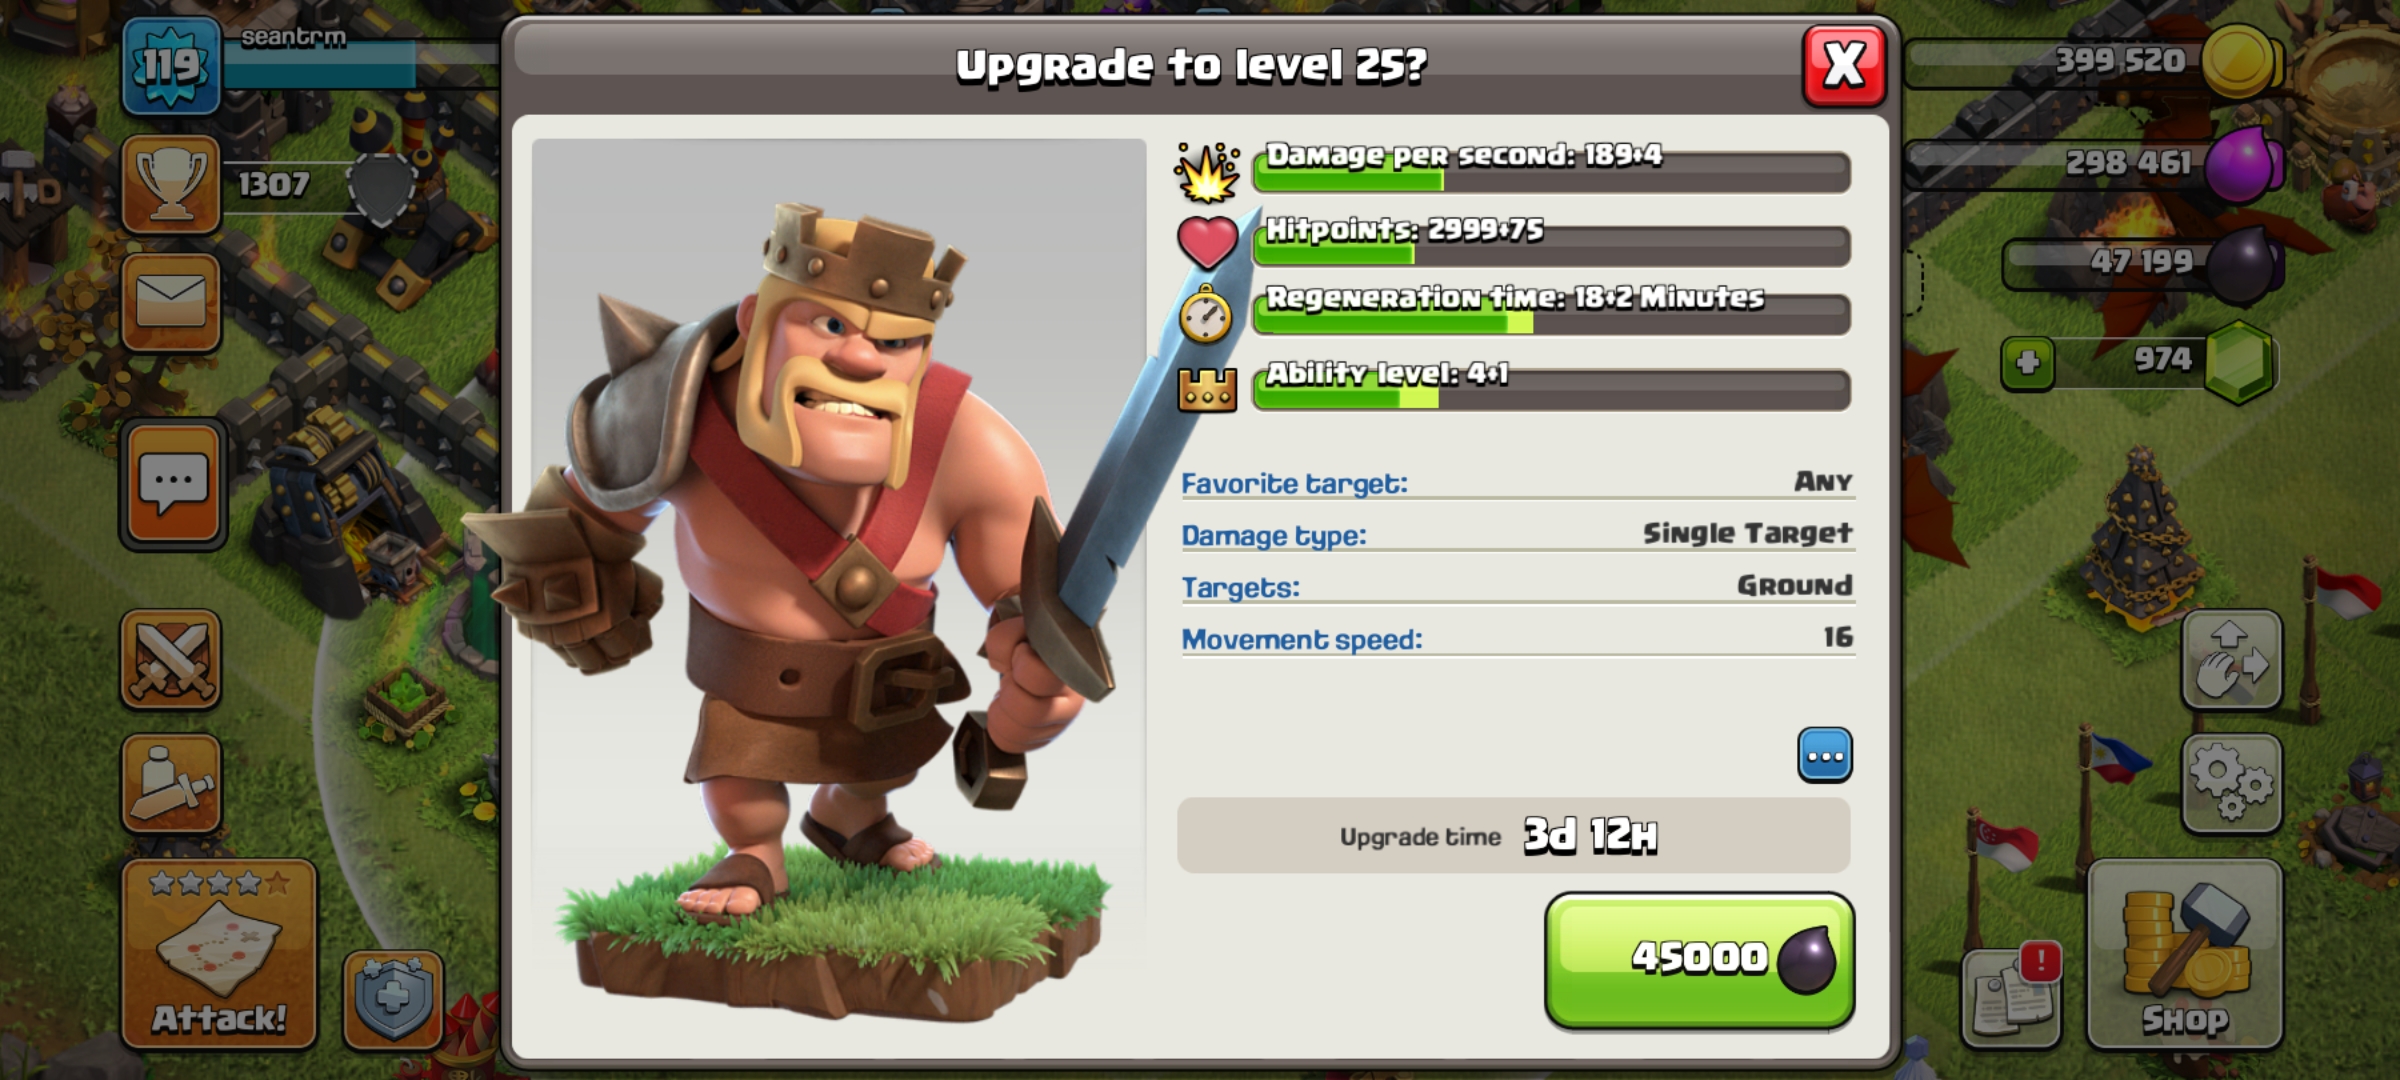 119
seantrm
Upgrade to level 25?
X
399 520
1307
298 461
47 199
974
Damage per second: 189+4
Hitpoints: 2999+75
Regeneration time: 18+2 Minutes
Ability level: 4+1
Favorite target: Any
Damage type: Single Target
Targets: Ground
Movement speed: 16
Upgrade time 3d 12h
45000
Attack!
!
Shop